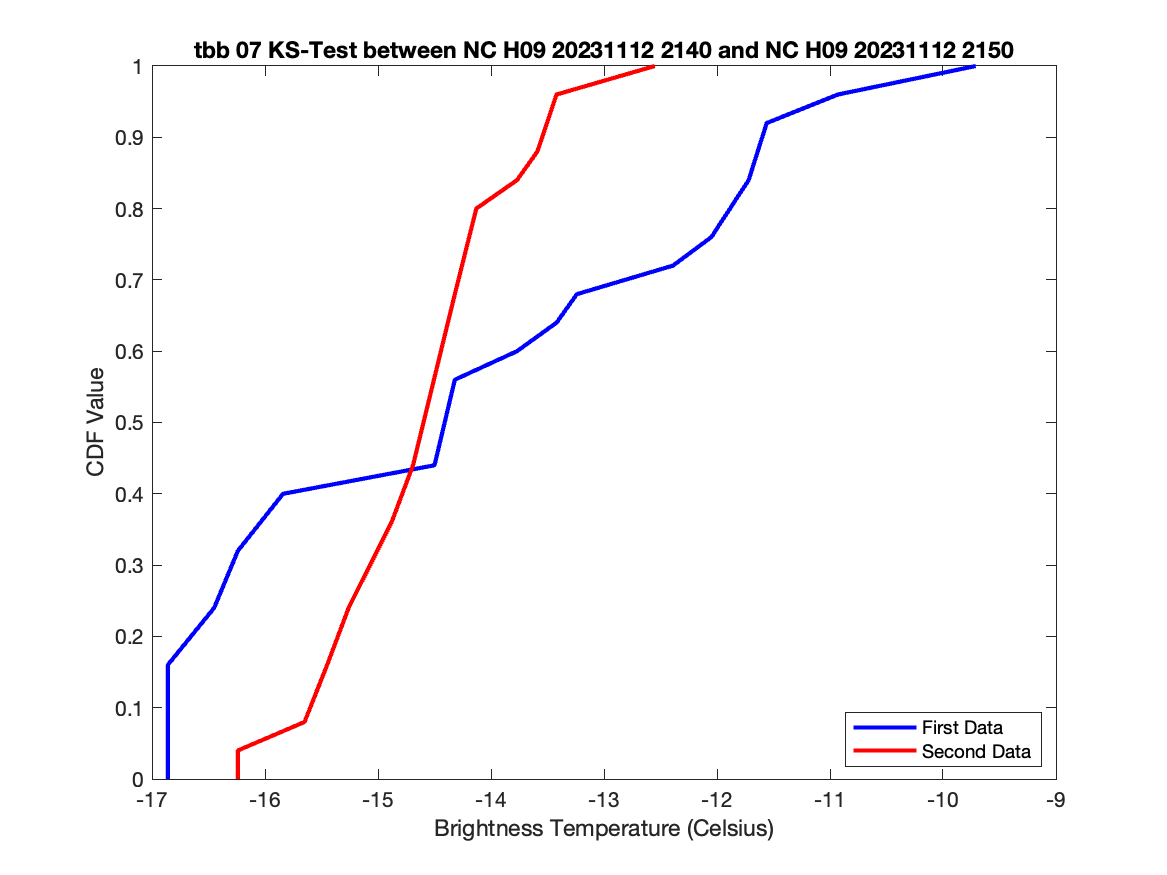 tbb 07 KS-Test between NC H09 20231112 2140 and NC H09 20231112 2150
1
0.9
0.8
0.7
0.6
0.5
0.4
0.3
0.2
0.1
0
CDF Value
-17 -16 -15 -14 -13 -12 -11 -10 -9
Brightness Temperature (Celsius)
First Data
Second Data